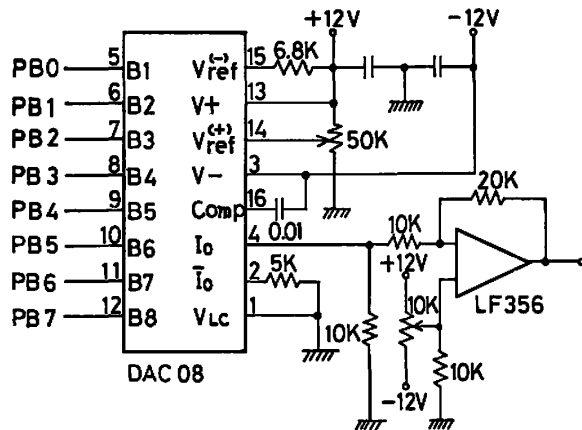 +12V
-12V
PB0 5 B1 V(-)ref 15 6.8K
PB1 6 B2 V+ 13
PB2 7 B3 V(+)ref 14 50K
PB3 8 B4 V- 3
PB4 9 B5 Comp 16 0.01
PB5 10 B6 Io 4 10K 20K
PB6 11 B7 Īo 2 5K +12V
PB7 12 B8 VLC 1 10K 10K LF356
DAC 08
-12V 10K